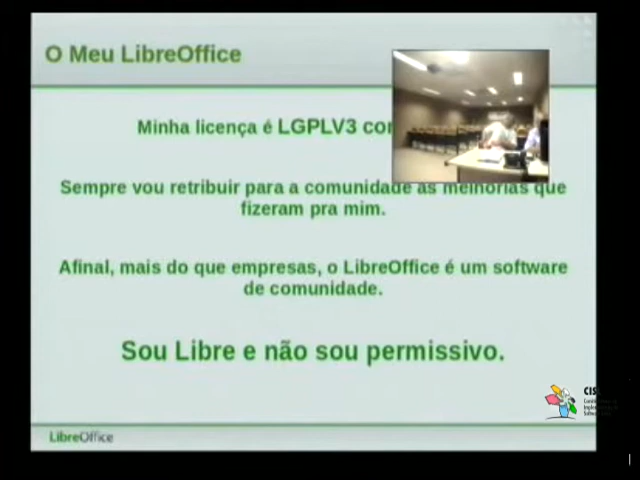 O Meu LibreOffice
Minha licença é LGPLV3
Sempre vou retribuir para a comunidade as melhorias que
fizeram pra mim.
Afinal, mais do que empresas, o LibreOffice é um software
de comunidade.
Sou Libre e não sou permissivo.
CIS
LibreOffice